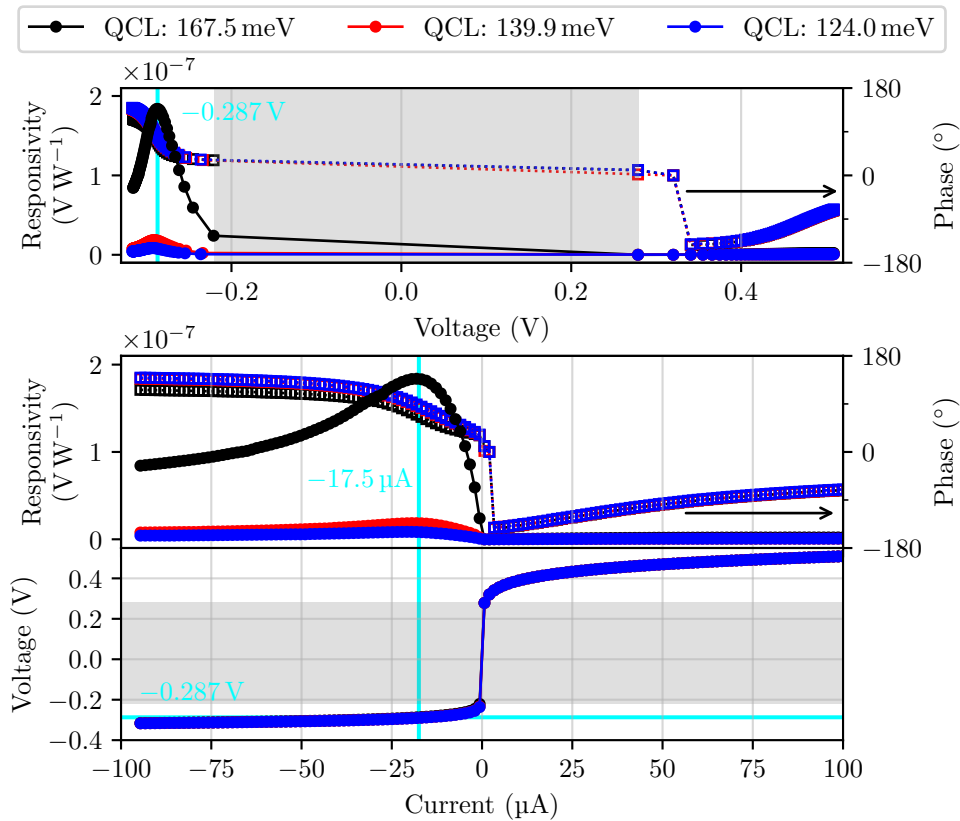 QCL: 167.5 meV QCL: 139.9 meV QCL: 124.0 meV
×10⁻⁷
Responsivity
(V W⁻¹)
2
1
0
−0.287 V
180
0
−180
Phase (°)
−0.2 0.0 0.2 0.4
Voltage (V)
×10⁻⁷
Responsivity
(V W⁻¹)
2
1
0
−17.5 µA
180
0
−180
Phase (°)
Voltage (V)
0.4
0.2
0.0
−0.2
−0.4
−0.287 V
−100 −75 −50 −25 0 25 50 75 100
Current (µA)